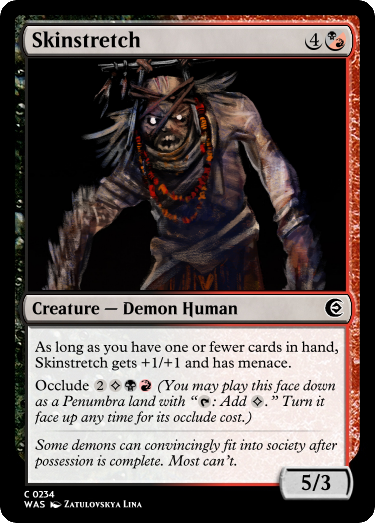 Skinstretch 4
Creature — Demon Human
As long as you have one or fewer cards in hand,
Skinstretch gets +1/+1 and has menace.
Occlude 2 (You may play this face down
as a Penumbra land with “: Add .” Turn it
face up any time for its occlude cost.)
Some demons can convincingly fit into society after
possession is complete. Most can’t.
5/3
C 0234
WAS Zatulovskya Lina